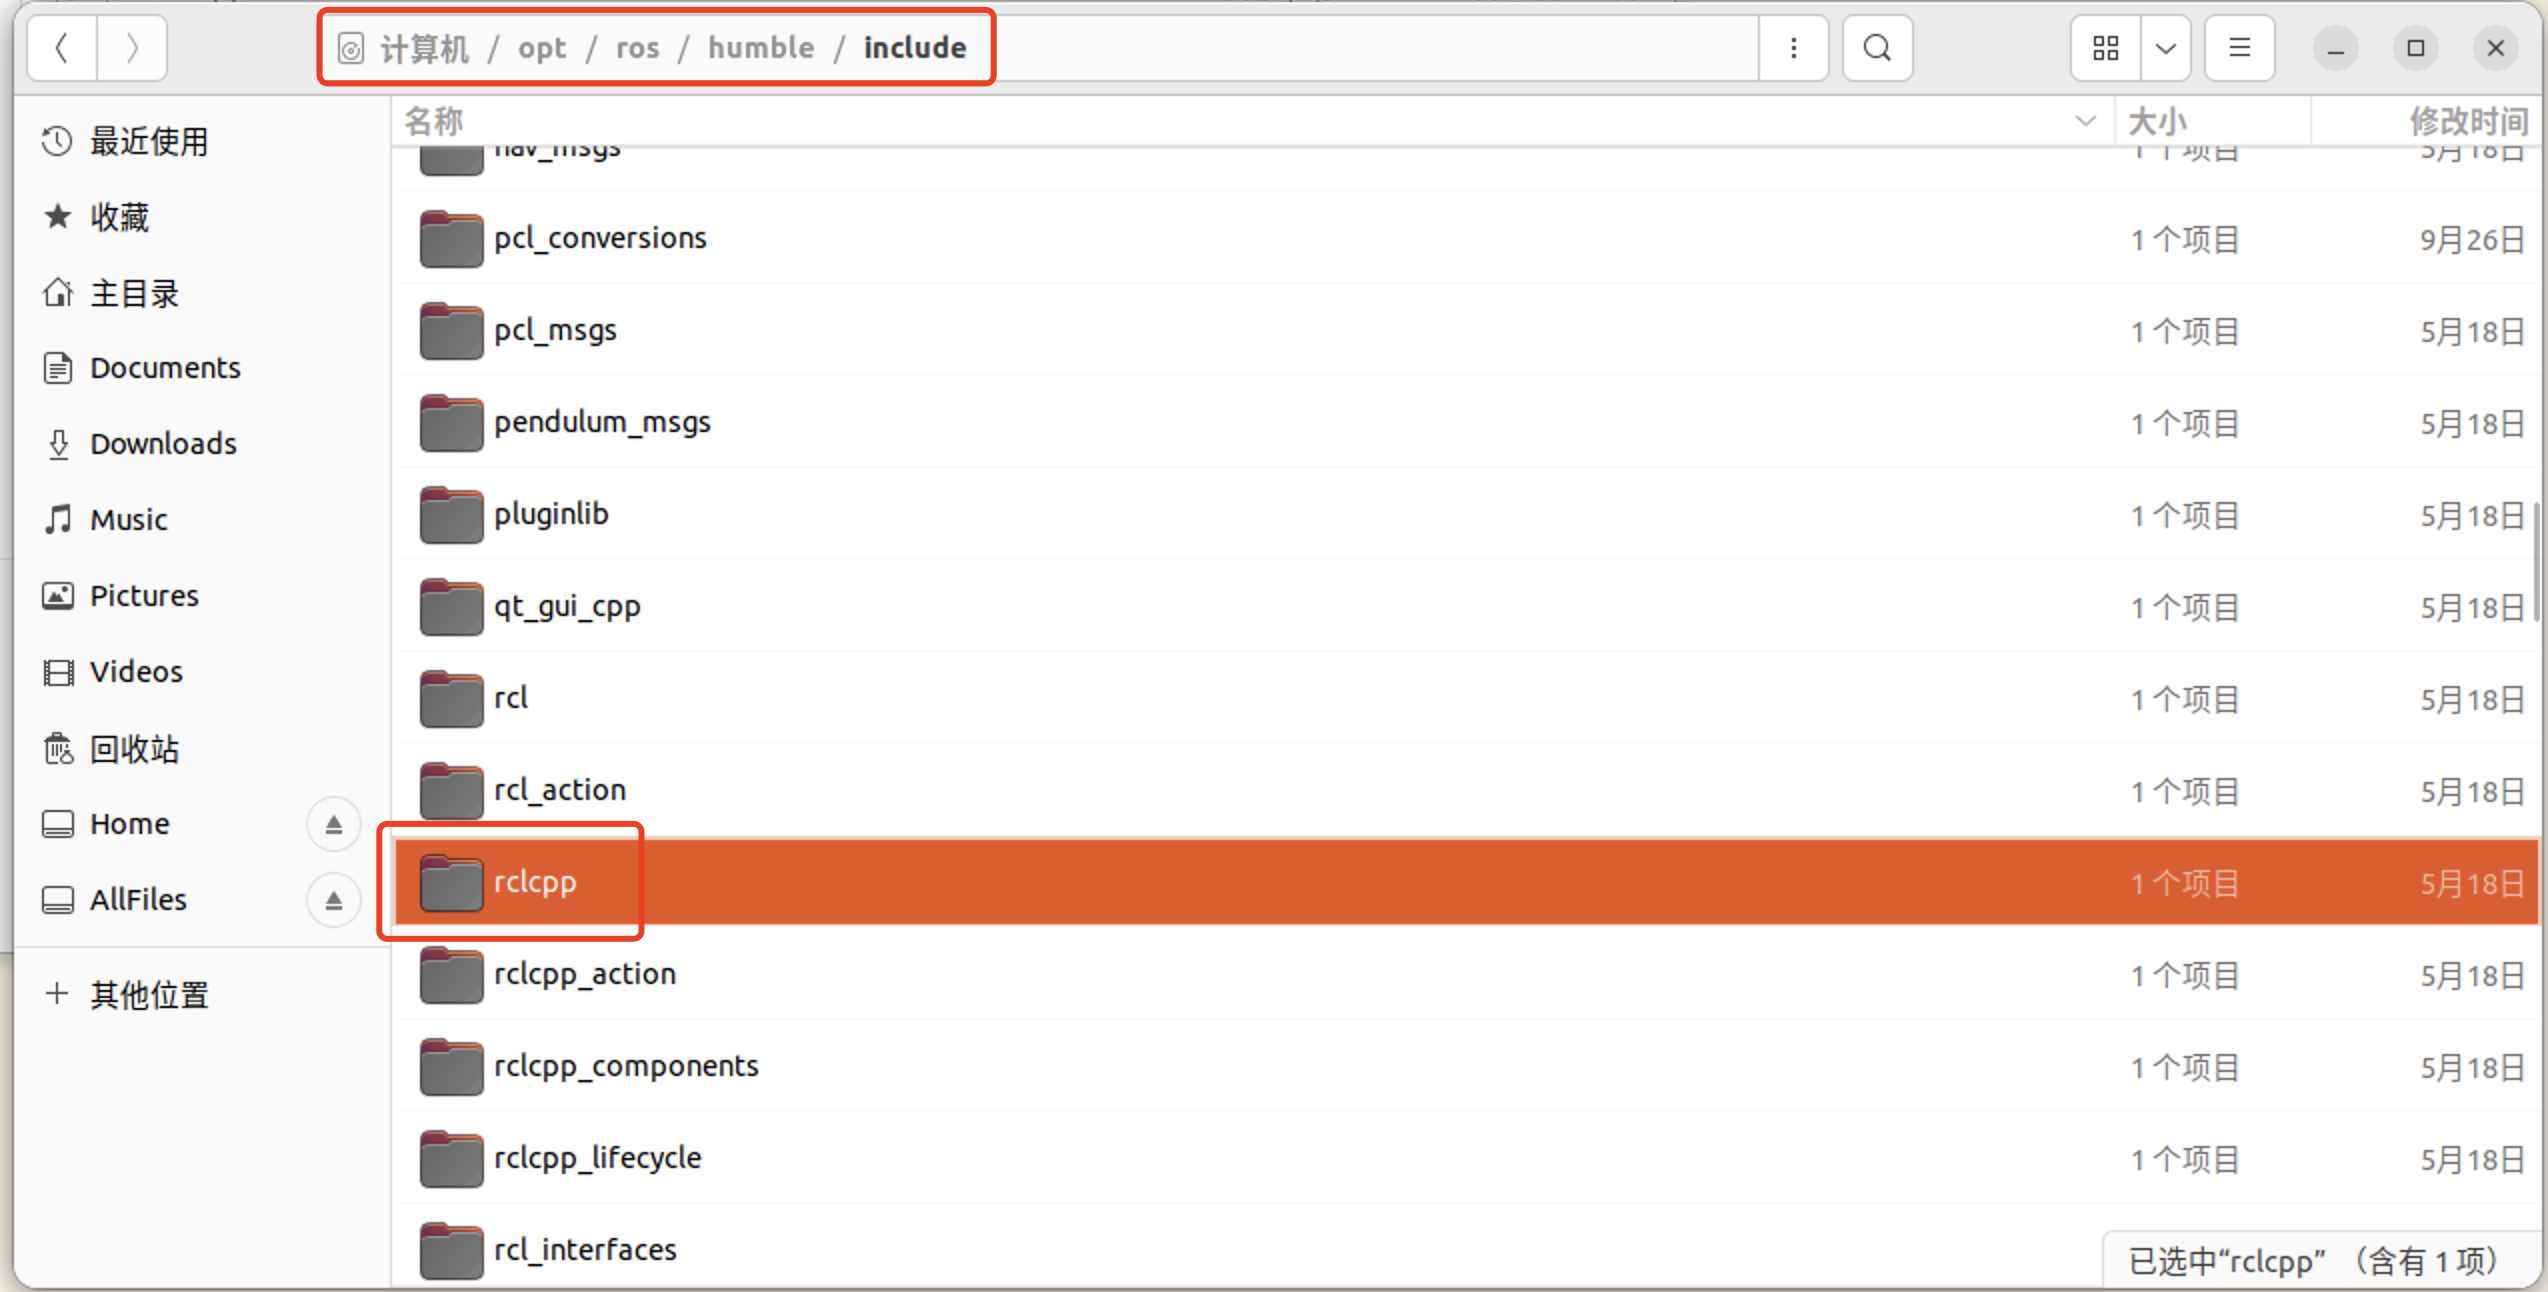 计算机 / opt / ros / humble / include
名称 大小 修改时间
最近使用
收藏
主目录
Documents
Downloads
Music
Pictures
Videos
回收站
Home
AllFiles
其他位置
nav_msgs 1 个项目 5月18日
pcl_conversions 1 个项目 9月26日
pcl_msgs 1 个项目 5月18日
pendulum_msgs 1 个项目 5月18日
pluginlib 1 个项目 5月18日
qt_gui_cpp 1 个项目 5月18日
rcl 1 个项目 5月18日
rcl_action 1 个项目 5月18日
rclcpp 1 个项目 5月18日
rclcpp_action 1 个项目 5月18日
rclcpp_components 1 个项目 5月18日
rclcpp_lifecycle 1 个项目 5月18日
rcl_interfaces
已选中“rclcpp” （含有 1 项）